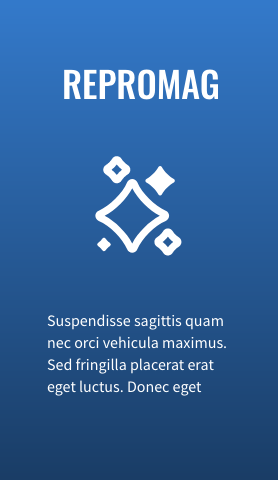 REPROMAG
Suspendisse sagittis quam
nec orci vehicula maximus.
Sed fringilla placerat erat
eget luctus. Donec eget